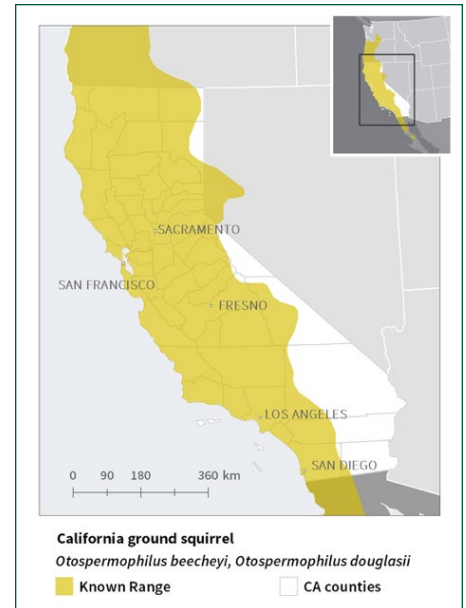 SACRAMENTO
SAN FRANCISCO
FRESNO
LOS ANGELES
SAN DIEGO
0 90 180 360 km
California ground squirrel
Otospermophilus beecheyi, Otospermophilus douglasii
Known Range CA counties